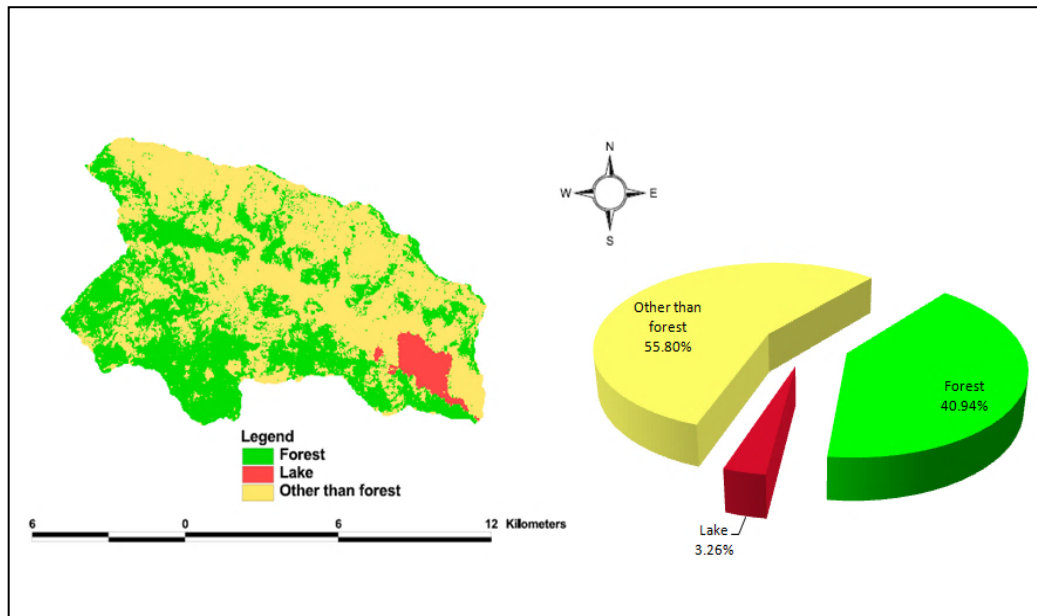 N
W E
S
Other than
forest
55.80%
Forest
40.94%
Lake
3.26%
Legend
Forest
Lake
Other than forest
6 0 6 12 Kilometers